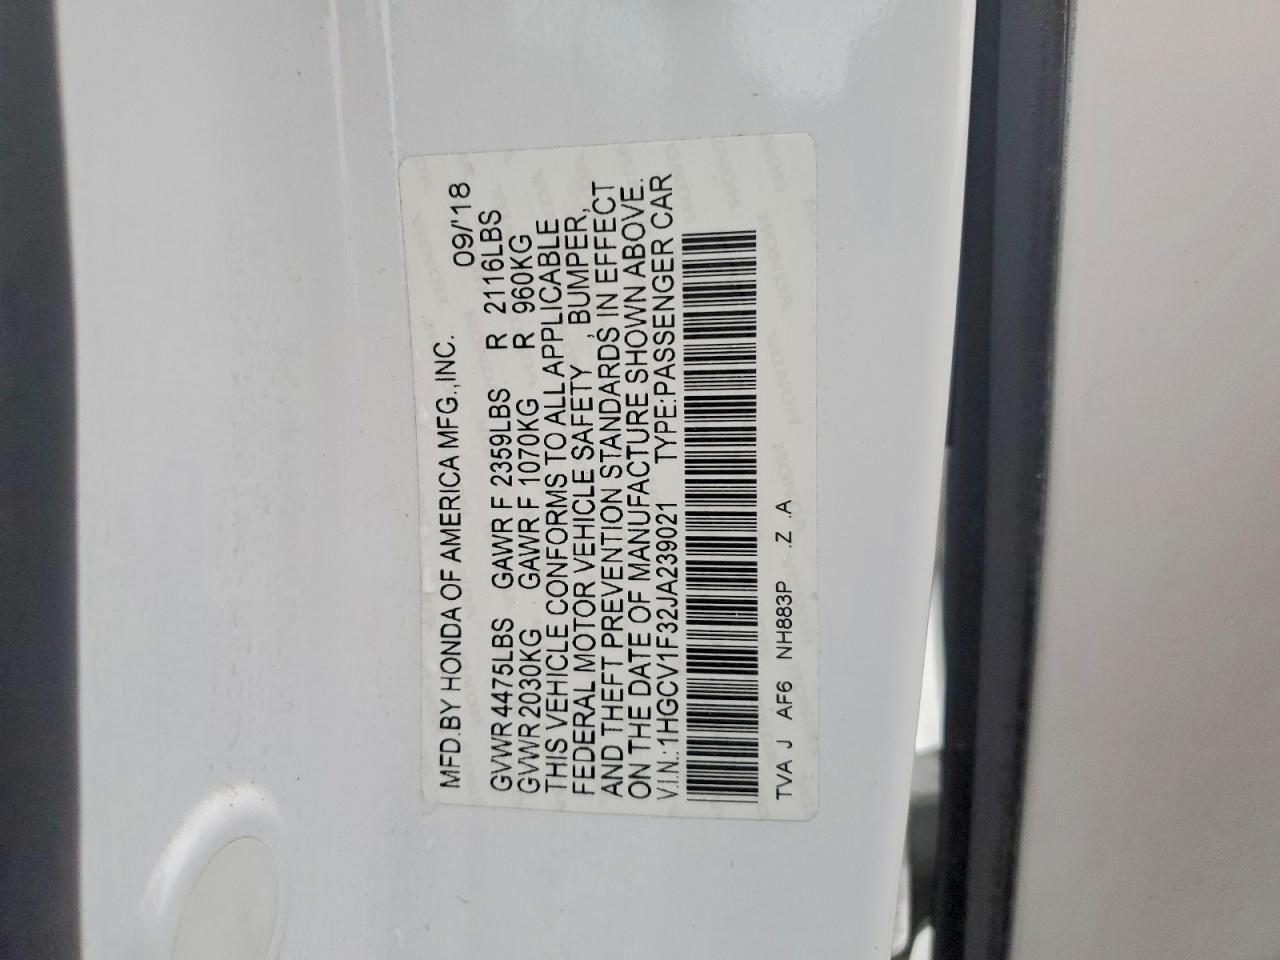 MFD.BY HONDA OF AMERICA MFG.,INC. 09/'18
GVWR 4475LBS GAWR F 2359LBS R 2116LBS
GVWR 2030KG GAWR F 1070KG R 960KG
THIS VEHICLE CONFORMS TO ALL APPLICABLE
FEDERAL MOTOR VEHICLE SAFETY , BUMPER,
AND THEFT PREVENTION STANDARDS IN EFFECT
ON THE DATE OF MANUFACTURE SHOWN ABOVE.
V.I.N.: 1HGCV1F32JA239021 TYPE:PASSENGER CAR
TVA J AF6 NH883P .Z .A